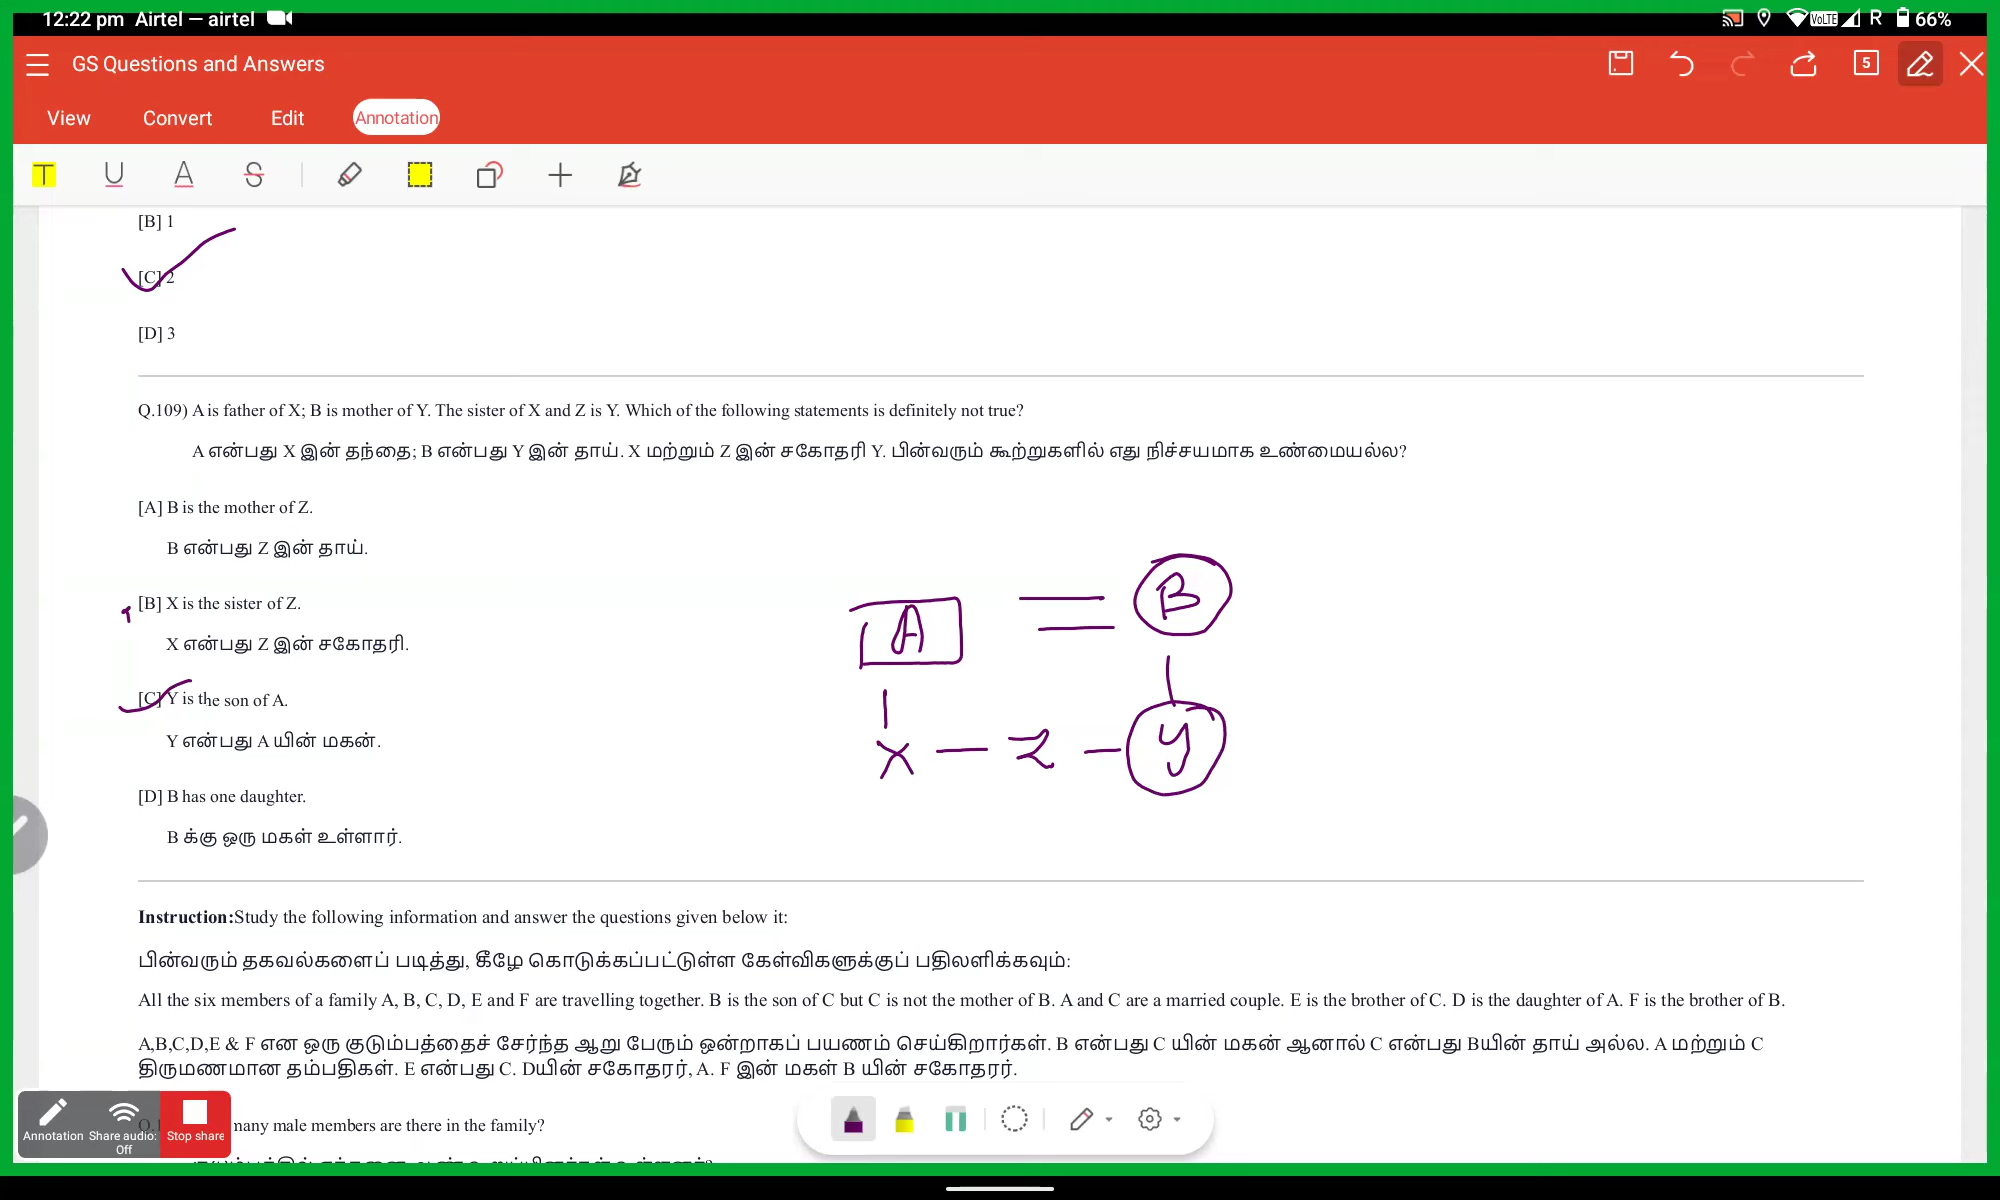 12:22 pm Airtel — airtel
VoLTE R 66%
GS Questions and Answers
5
View Convert Edit Annotation
T U A S
[B] 1
[C] 2
[D] 3
Q.109) A is father of X; B is mother of Y. The sister of X and Z is Y. Which of the following statements is definitely not true?
A என்பது X இன் தந்தை; B என்பது Y இன் தாய். X மற்றும் Z இன் சகோதரி Y. பின்வரும் கூற்றுகளில் எது நிச்சயமாக உண்மையல்ல?
[A] B is the mother of Z.
B என்பது Z இன் தாய்.
[B] X is the sister of Z.
X என்பது Z இன் சகோதரி.
[C] Y is the son of A.
Y என்பது A யின் மகன்.
[D] B has one daughter.
B க்கு ஒரு மகள் உள்ளார்.
A = B
X - Z - Y
Instruction:Study the following information and answer the questions given below it:
பின்வரும் தகவல்களைப் படித்து, கீழே கொடுக்கப்பட்டுள்ள கேள்விகளுக்குப் பதிலளிக்கவும்:
All the six members of a family A, B, C, D, E and F are travelling together. B is the son of C but C is not the mother of B. A and C are a married couple. E is the brother of C. D is the daughter of A. F is the brother of B.
A,B,C,D,E & F என ஒரு குடும்பத்தைச் சேர்ந்த ஆறு பேரும் ஒன்றாகப் பயணம் செய்கிறார்கள். B என்பது C யின் மகன் ஆனால் C என்பது Bயின் தாய் அல்ல. A மற்றும் C
திருமணமான தம்பதிகள். E என்பது C. Dயின் சகோதரர், A. F இன் மகள் B யின் சகோதரர்.
many male members are there in the family?
Annotation Share audio: Off Stop share